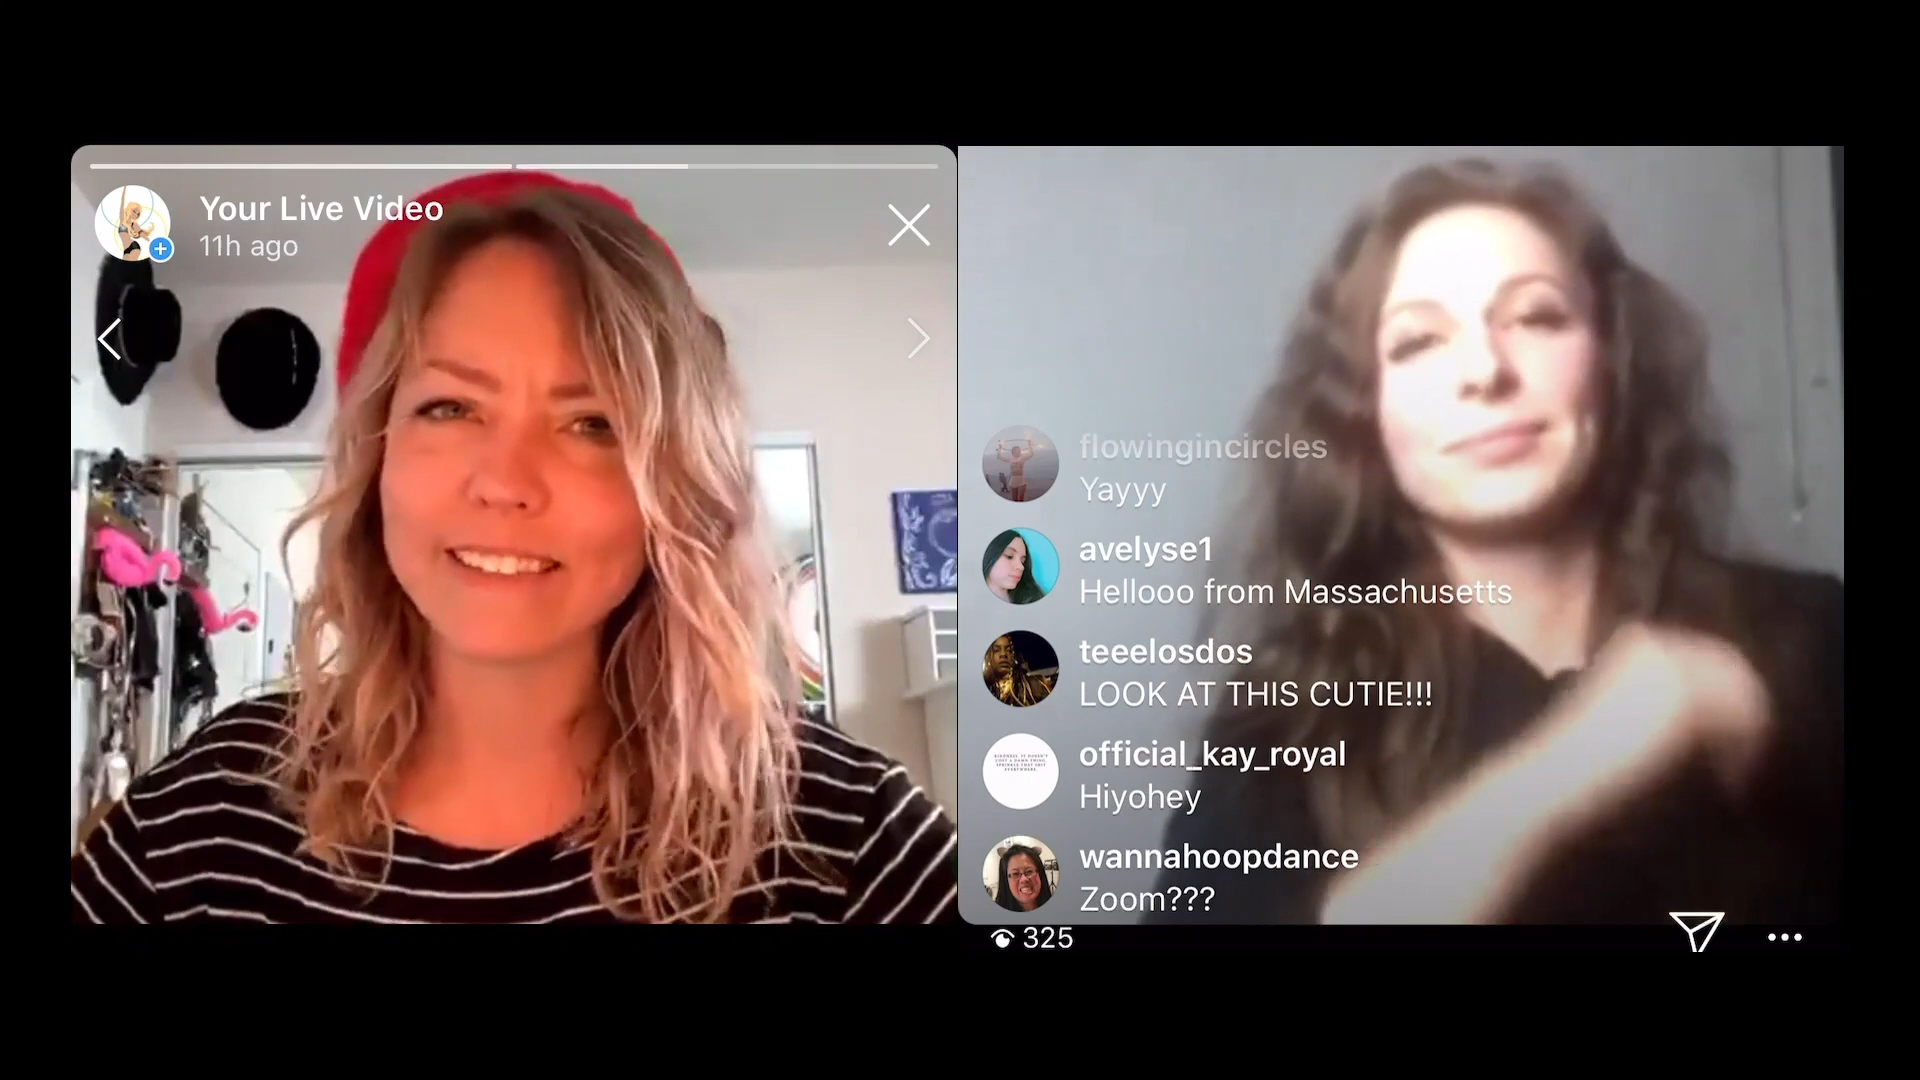 Your Live Video
11h ago
flowingincircles
Yayyy
avelyse1
Hellooo from Massachusetts
teeelosdos
LOOK AT THIS CUTIE!!!
official_kay_royal
Hiyohey
wannahoopdance
Zoom???
325